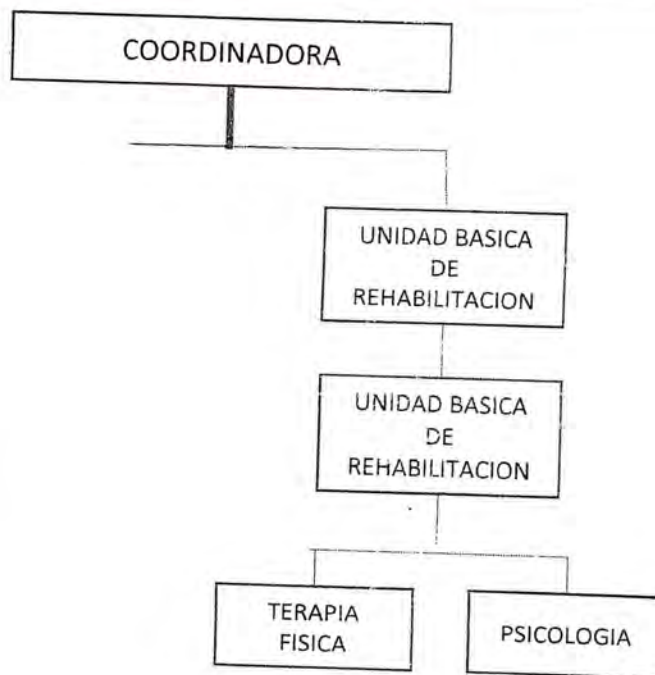 COORDINADORA
UNIDAD BASICA
DE
REHABILITACION
UNIDAD BASICA
DE
REHABILITACION
TERAPIA
FISICA
PSICOLOGIA